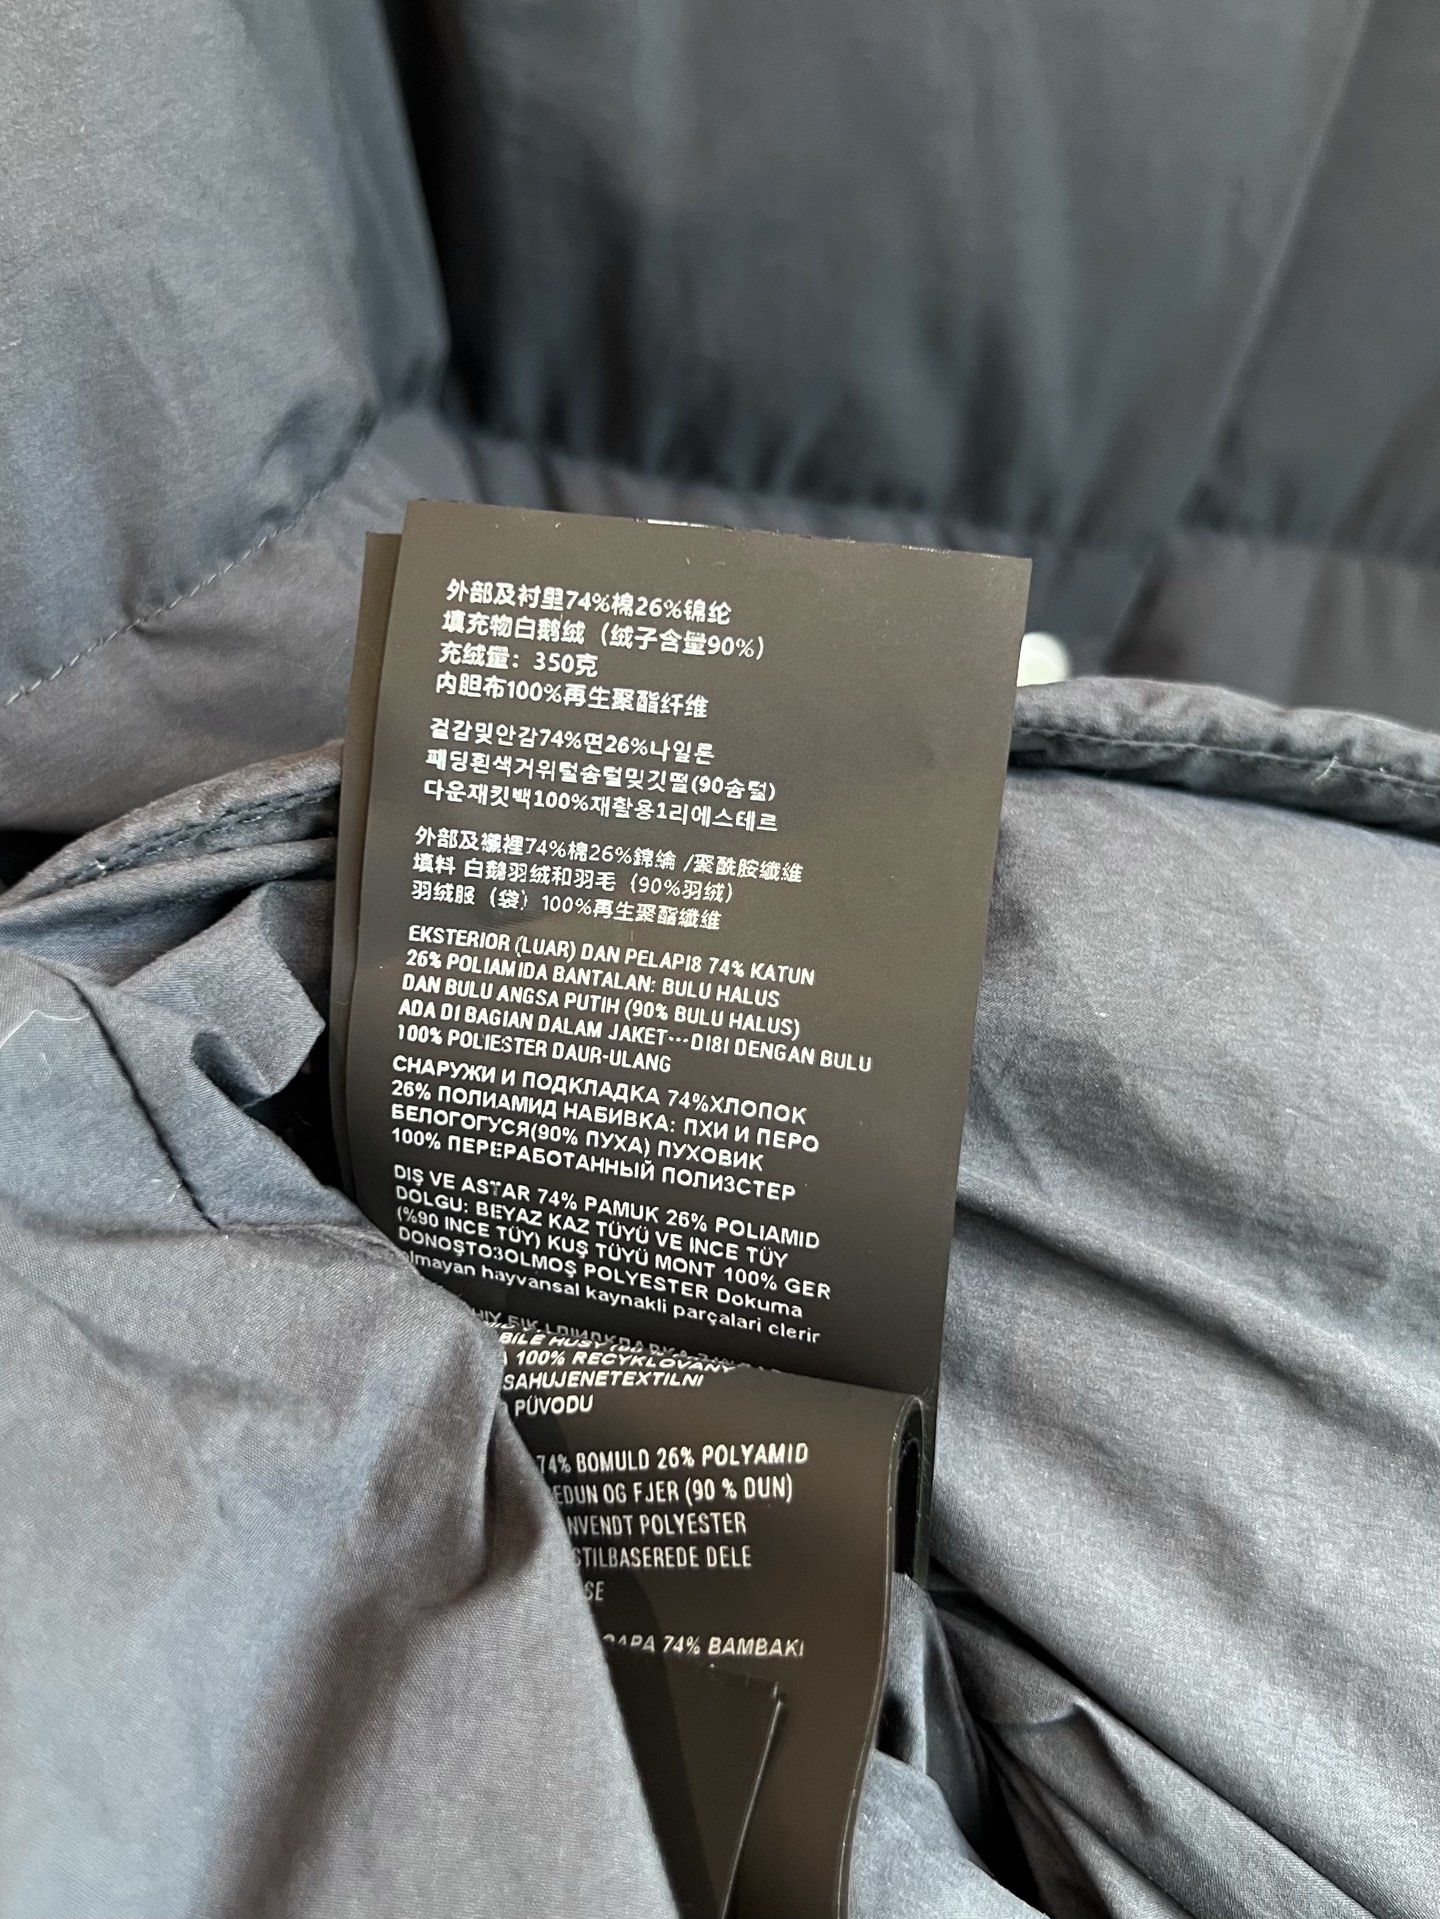 外部及衬里74%棉26%锦纶
填充物白鹅绒（绒子含量90%）
充绒量：350克
内胆布100%再生聚酯纤维
겉감및안감74%면26%나일론
패딩흰색거위털솜털및깃떨(90솜털)
다운재킷백100%재활용1리에스테르
外部及襯裡74%棉26%錦綸 /聚酰胺纖維
填料 白鵝羽绒和羽毛（90%羽绒）
羽绒服（袋）100%再生聚酯纖維
EKSTERIOR (LUAR) DAN PELAPI8 74% KATUN
26% POLIAMIDA BANTALAN: BULU HALUS
DAN BULU ANGSA PUTIH (90% BULU HALUS)
ADA DI BAGIAN DALAM JAKET···DI8I DENGAN BULU
100% POLIESTER DAUR-ULANG
СНАРУЖИ И ПОДКЛАДКА 74%ХЛОПОК
26% ПОЛИАМИД НАБИВКА: ПХИ И ПЕРО
БЕЛОГОГУСЯ(90% ПУХА) ПУХОВИК
100% ПЕРЕРАБОТАННЫЙ ПОЛИЗСТЕР
DIŞ VE ASTAR 74% PAMUK 26% POLIAMID
DOLGU: BEYAZ KAZ TÜYÜ VE INCE TÜY
(%90 INCE TÜY) KUŞ TÜYÜ MONT 100% GER
DONOŞTO3OLMOŞ POLYESTER Dokuma
olmayan hayvansal kaynakli parçalari clerir
BILE HUSY
100% RECYKLOVANY
SAHUJENETEXTILNI
PÜVODU
74% BOMULD 26% POLYAMID
EDUN OG FJER (90 % DUN)
NVENDT POLYESTER
STILBASEREDE DELE
SE
74% BAMBAKI